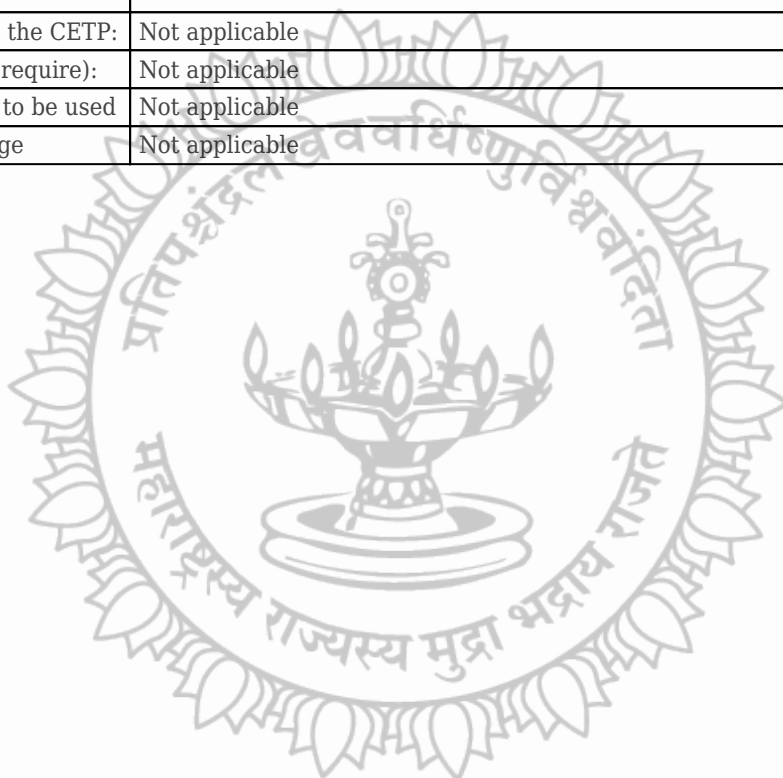 the CETP: Not applicable
require): Not applicable
to be used Not applicable
ge Not applicable
प्रतिपच्चंद्रलेखेव वर्धिष्णुर्विश्ववंदिता
महाराष्ट्रस्य राज्यस्य मुद्रा भद्राय राजते